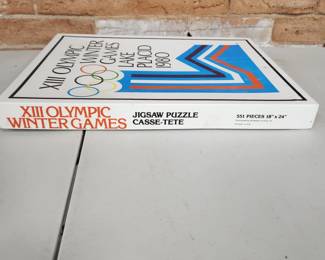 XIII OLYMPIC
WINTER
GAMES
LAKE
PLACID
1980
XIII OLYMPIC
WINTER GAMES
JIGSAW PUZZLE
CASSE-TETE
551 PIECES 18" x 24"